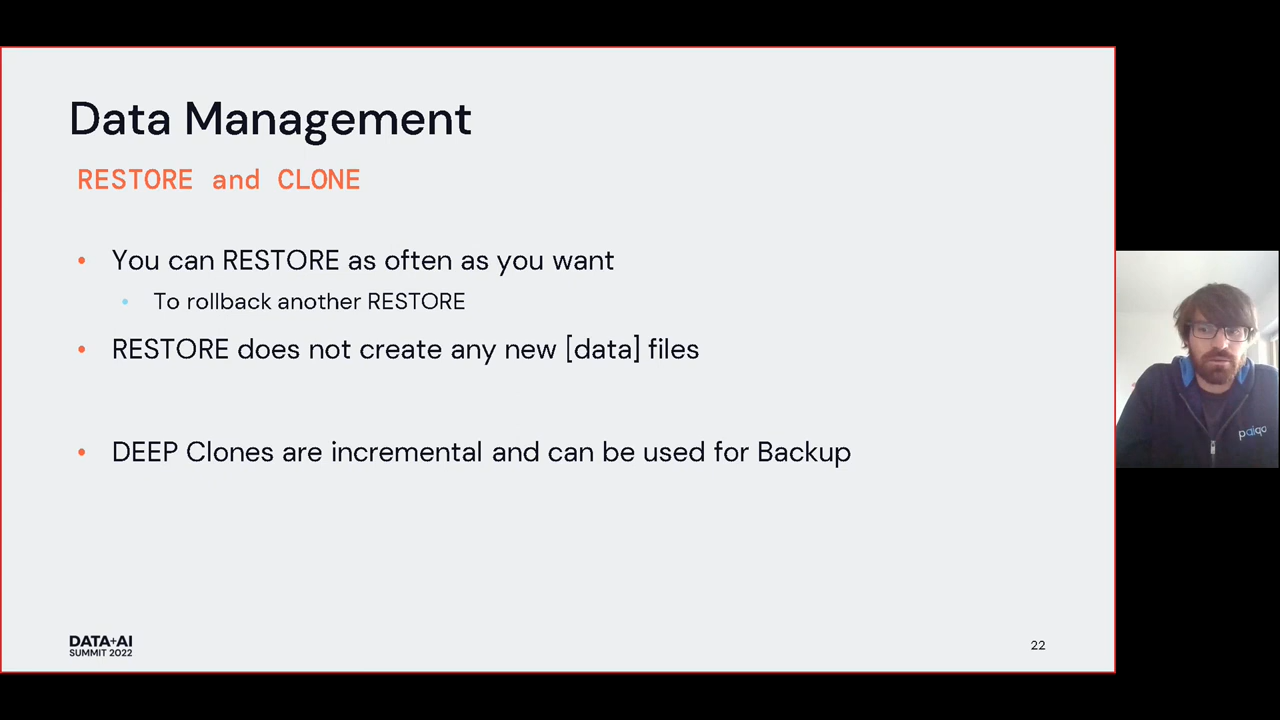 Data Management
RESTORE and CLONE
• You can RESTORE as often as you want
• To rollback another RESTORE
• RESTORE does not create any new [data] files
• DEEP Clones are incremental and can be used for Backup
DATA+AI
SUMMIT 2022
22
paiqo